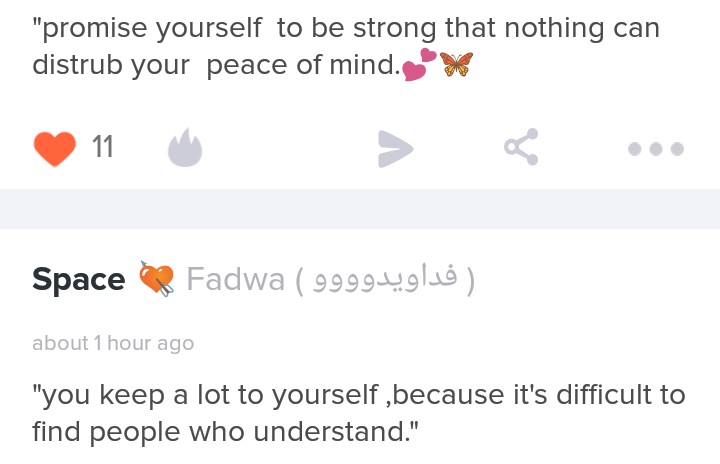 "promise yourself to be strong that nothing can
distrub your peace of mind.💕🦋
11
Space 💘 Fadwa ( فداويدوووو )
about 1 hour ago
"you keep a lot to yourself ,because it's difficult to
find people who understand."